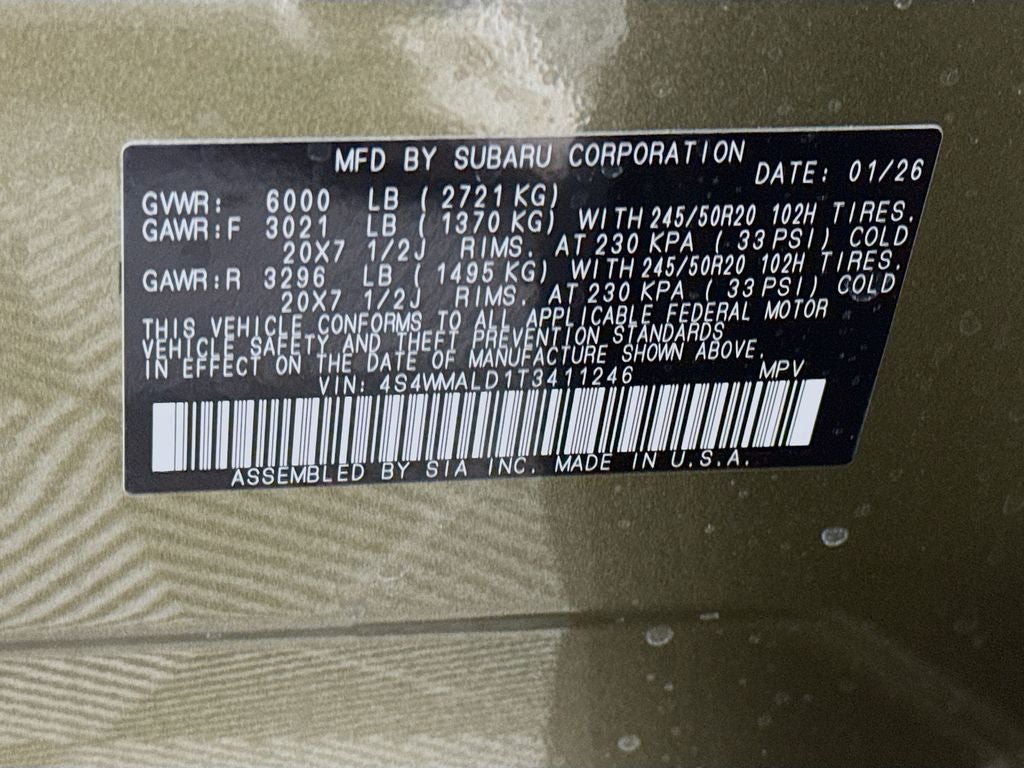 MFD BY SUBARU CORPORATION
DATE: 01/26
GVWR: 6000 LB ( 2721 KG)
GAWR:F 3021 LB ( 1370 KG) WITH 245/50R20 102H TIRES.
20X7 1/2J RIMS. AT 230 KPA ( 33 PSI) COLD
GAWR:R 3296 LB ( 1495 KG) WITH 245/50R20 102H TIRES.
20X7 1/2J RIMS. AT 230 KPA ( 33 PSI) COLD
THIS VEHICLE CONFORMS TO ALL APPLICABLE FEDERAL MOTOR
VEHICLE SAFETY AND THEFT PREVENTION STANDARDS
IN EFFECT ON THE DATE OF MANUFACTURE SHOWN ABOVE.
VIN: 4S4WMALD1T3411246 MPV
ASSEMBLED BY SIA INC. MADE IN U.S.A.